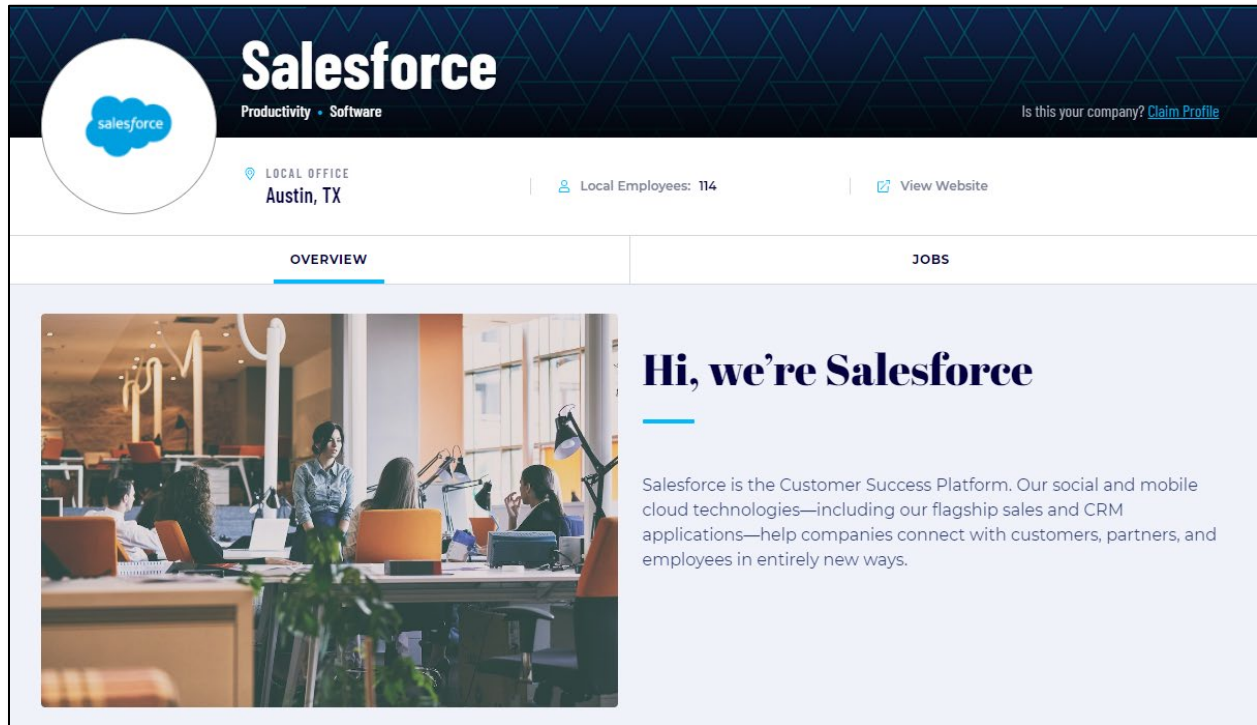 Salesforce
Productivity • Software
Is this your company? Claim Profile
salesforce
LOCAL OFFICE
Austin, TX
Local Employees: 114
View Website
OVERVIEW
JOBS
Hi, we're Salesforce
Salesforce is the Customer Success Platform. Our social and mobile
cloud technologies—including our flagship sales and CRM
applications—help companies connect with customers, partners, and
employees in entirely new ways.